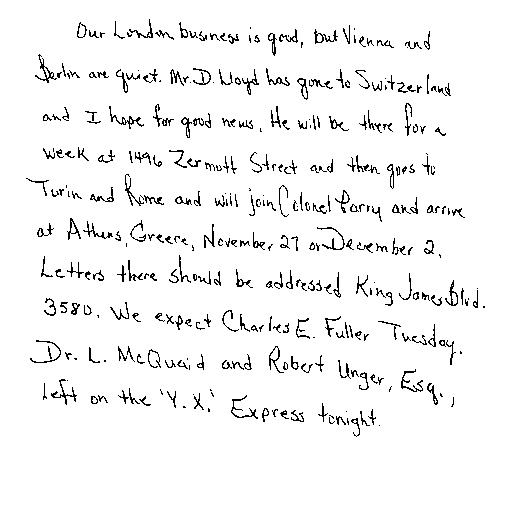 Our London business is good, but Vienna and
Berlin are quiet. Mr. D. Lloyd has gone to Switzerland
and I hope for good news. He will be there for a
week at 1496 Zermott Street and then goes to
Turin and Rome and will join Colonel Parry and arrive
at Athens, Greece, November 27 or December 2.
Letters there should be addressed King James Blvd.
3580. We expect Charles E. Fuller Tuesday.
Dr. L. McQuaid and Robert Unger, Esq.,
left on the 'Y.X.' Express tonight.